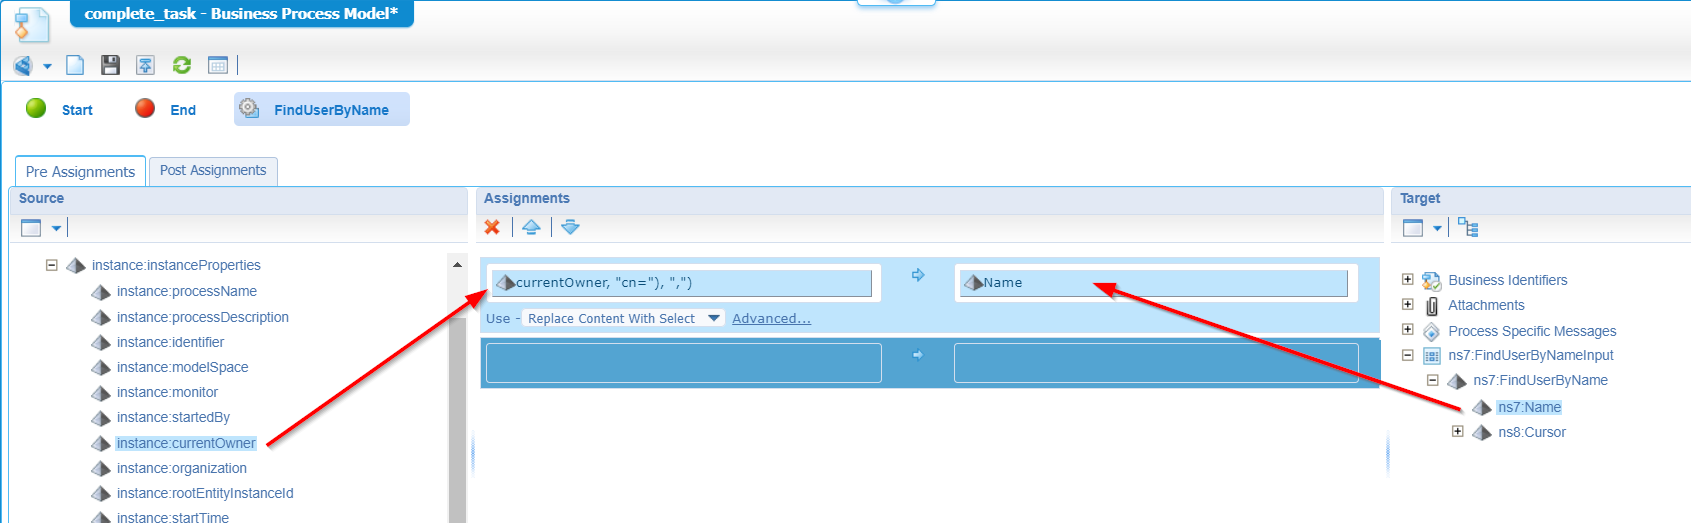 complete_task - Business Process Model*
Start
End
FindUserByName
Pre Assignments
Post Assignments
Source
instance:instanceProperties
instance:processName
instance:processDescription
instance:identifier
instance:modelSpace
instance:monitor
instance:startedBy
instance:currentOwner
instance:organization
instance:rootEntityInstanceId
instance:startTime
Assignments
currentOwner, "cn="), ",")
Name
Use - Replace Content With Select Advanced...
Target
Business Identifiers
Attachments
Process Specific Messages
ns7:FindUserByNameInput
ns7:FindUserByName
ns7:Name
ns8:Cursor